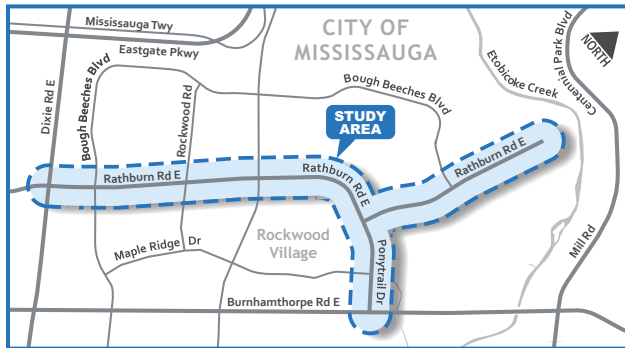 Mississauga Twy
Eastgate Pkwy
CITY OF
MISSISSAUGA
Centennial Park Blvd
NORTH
Etobicoke Creek
Bough Beeches Blvd
Bough Beeches Blvd
Dixie Rd E
Rockwood Rd
STUDY
AREA
Rathburn Rd E
Rathburn Rd E
Rathburn Rd E
Rockwood
Village
Maple Ridge Dr
Ponytrail Dr
Mill Rd
Burnhamthorpe Rd E